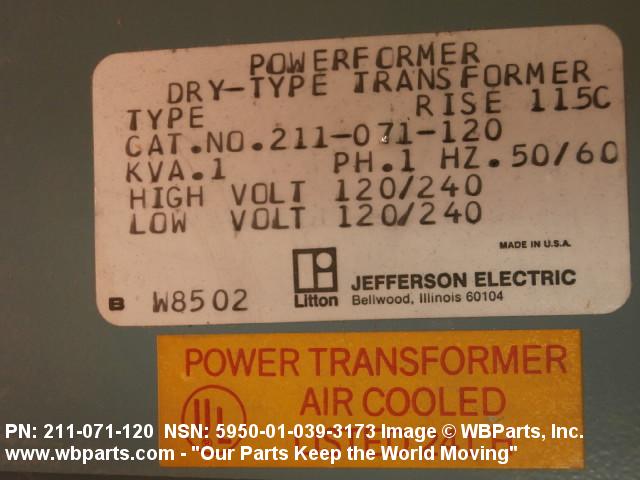 POWERFORMER
DRY-TYPE TRANSFORMER
TYPE RISE 115C
CAT.NO.211-071-120
KVA.1 PH.1 HZ.50/60
HIGH VOLT 120/240
LOW VOLT 120/240
MADE IN U.S.A.
Litton JEFFERSON ELECTRIC
B W8502 Bellwood, Illinois 60104
POWER TRANSFORMER
AIR COOLED
UL LISTED
PN: 211-071-120 NSN: 5950-01-039-3173 Image © WBParts, Inc.
www.wbparts.com - "Our Parts Keep the World Moving"